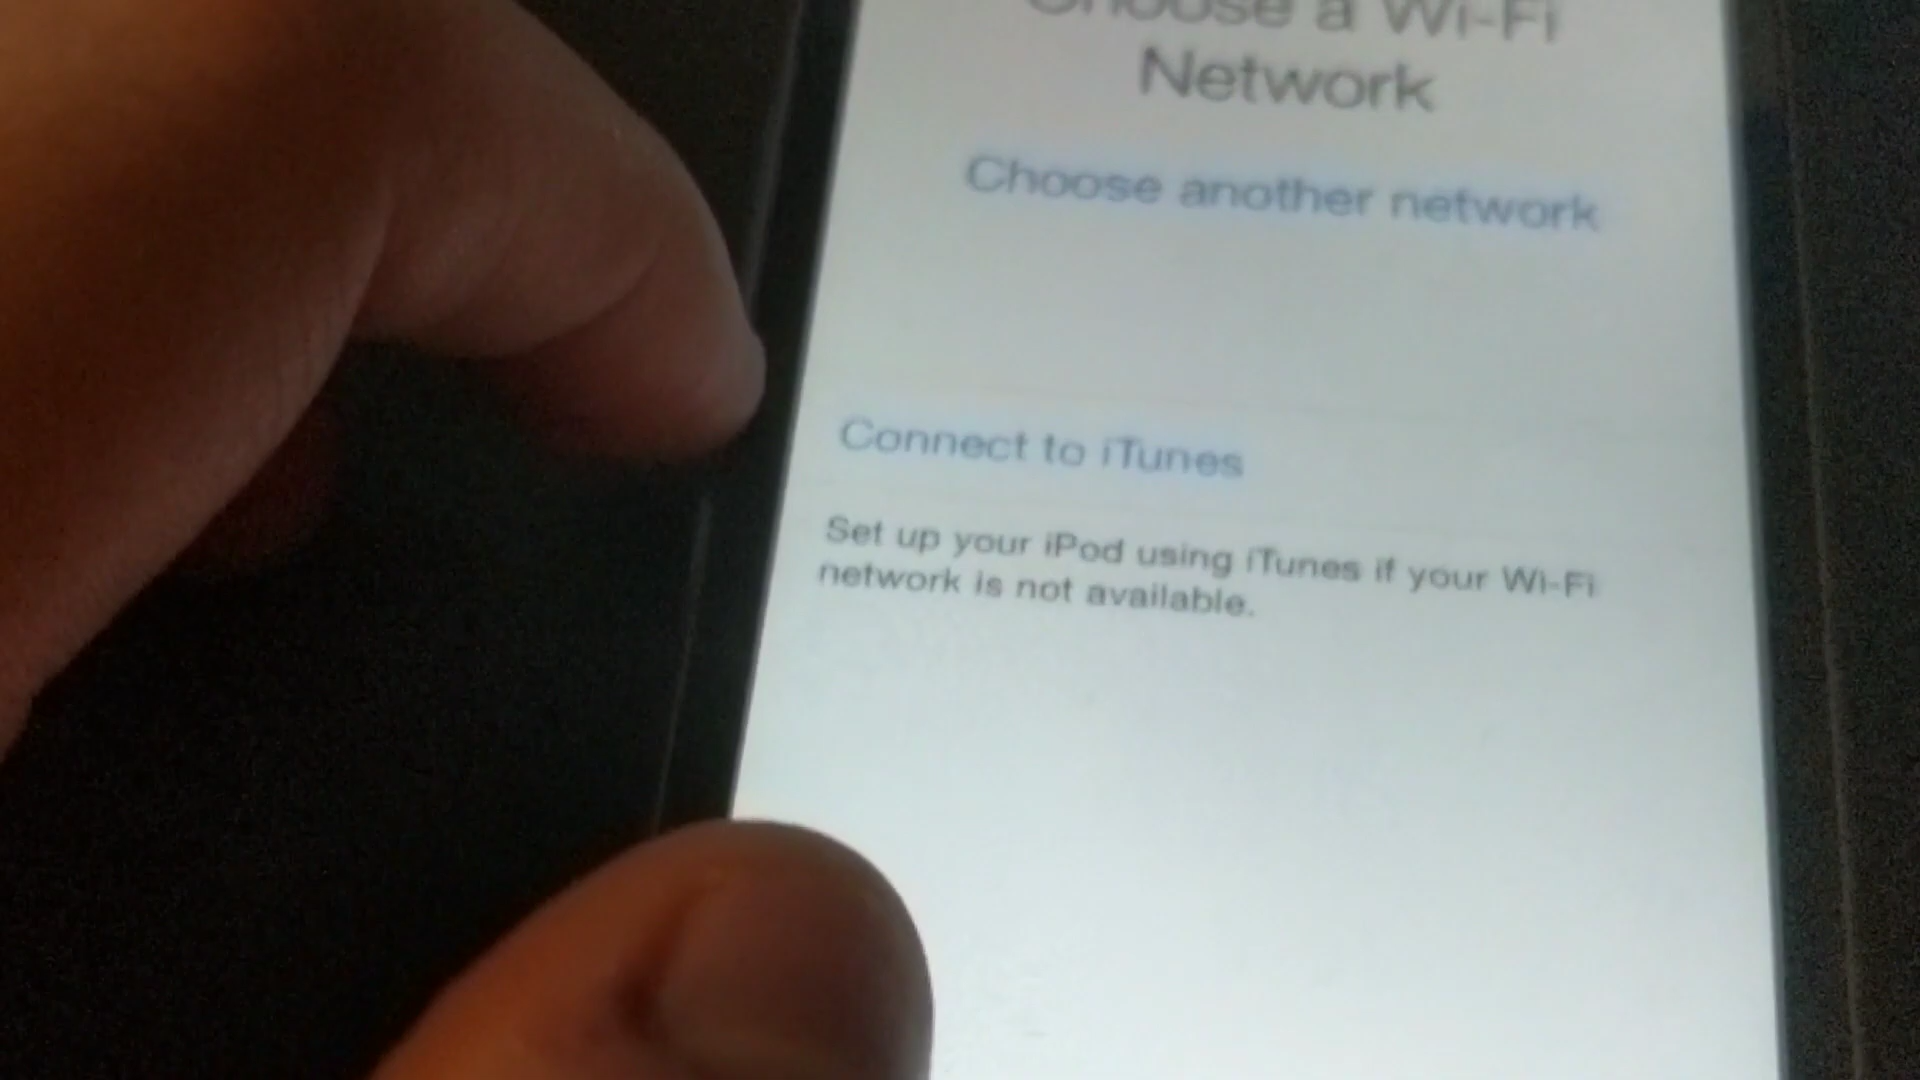 Choose a Wi-Fi
Network
Choose another network
Connect to iTunes
Set up your iPod using iTunes if your Wi-Fi
network is not available.